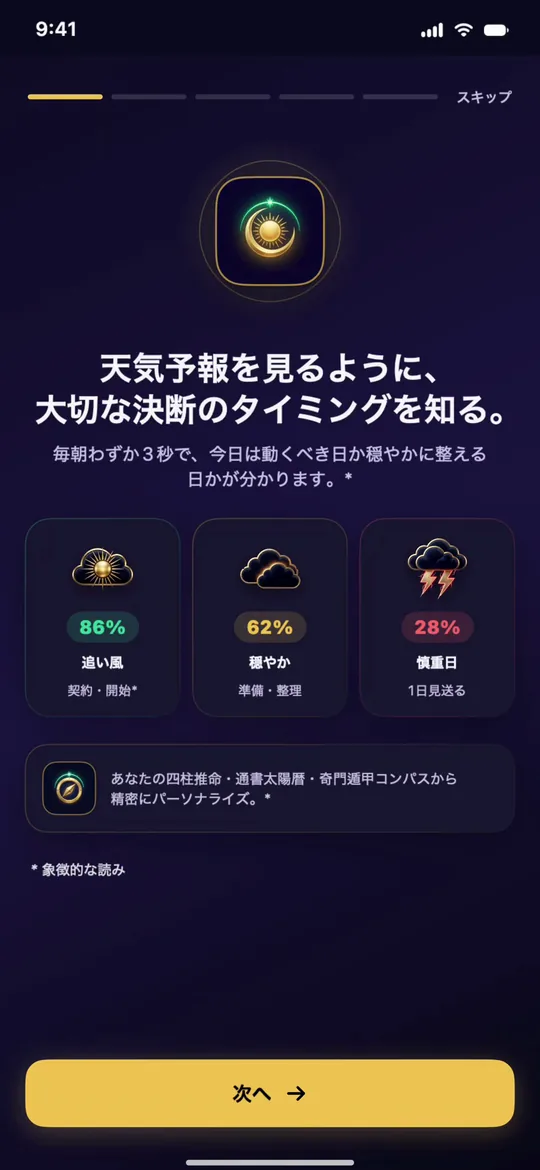 9:41
スキップ
天気予報を見るように、
大切な決断のタイミングを知る。
毎朝わずか3秒で、今日は動くべき日か穏やかに整える
日かが分かります。*
86%
追い風
契約・開始*
62%
穏やか
準備・整理
28%
慎重日
1日見送る
あなたの四柱推命・通書太陽暦・奇門遁甲コンパスから
精密にパーソナライズ。*
* 象徴的な読み
次へ →